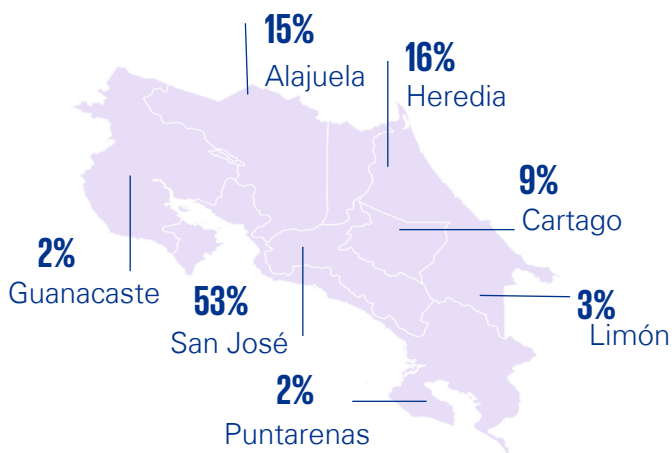 15%
Alajuela
16%
Heredia
9%
Cartago
2%
Guanacaste
53%
San José
3%
Limón
2%
Puntarenas